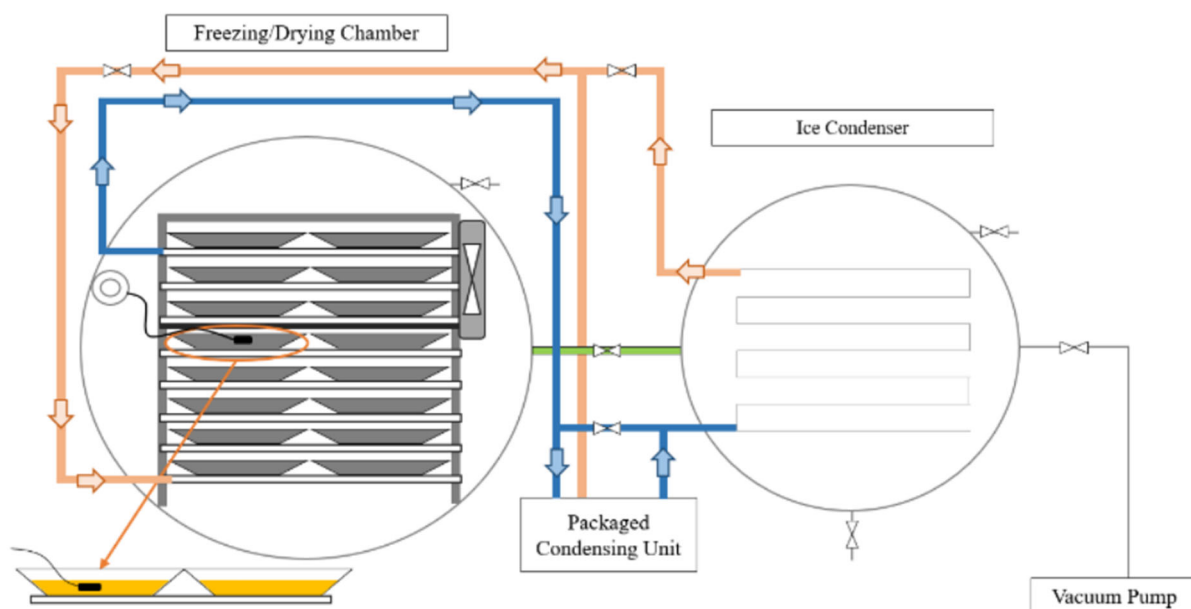 Freezing/Drying Chamber
Ice Condenser
Packaged
Condensing Unit
Vacuum Pump